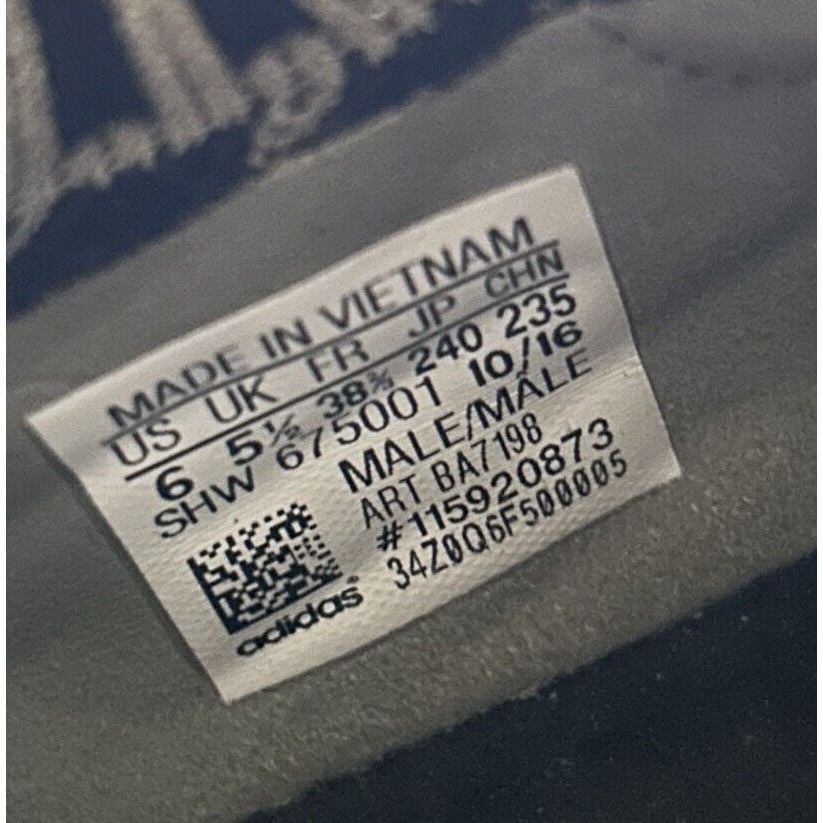 MADE IN VIETNAM
US UK FR JP CHN
6 5½ 38⅔ 240 235
SHW 675001 10/16
MALE/MÂLE
ART BA7198
#115920873
34Z0Q6F500005
adidas®